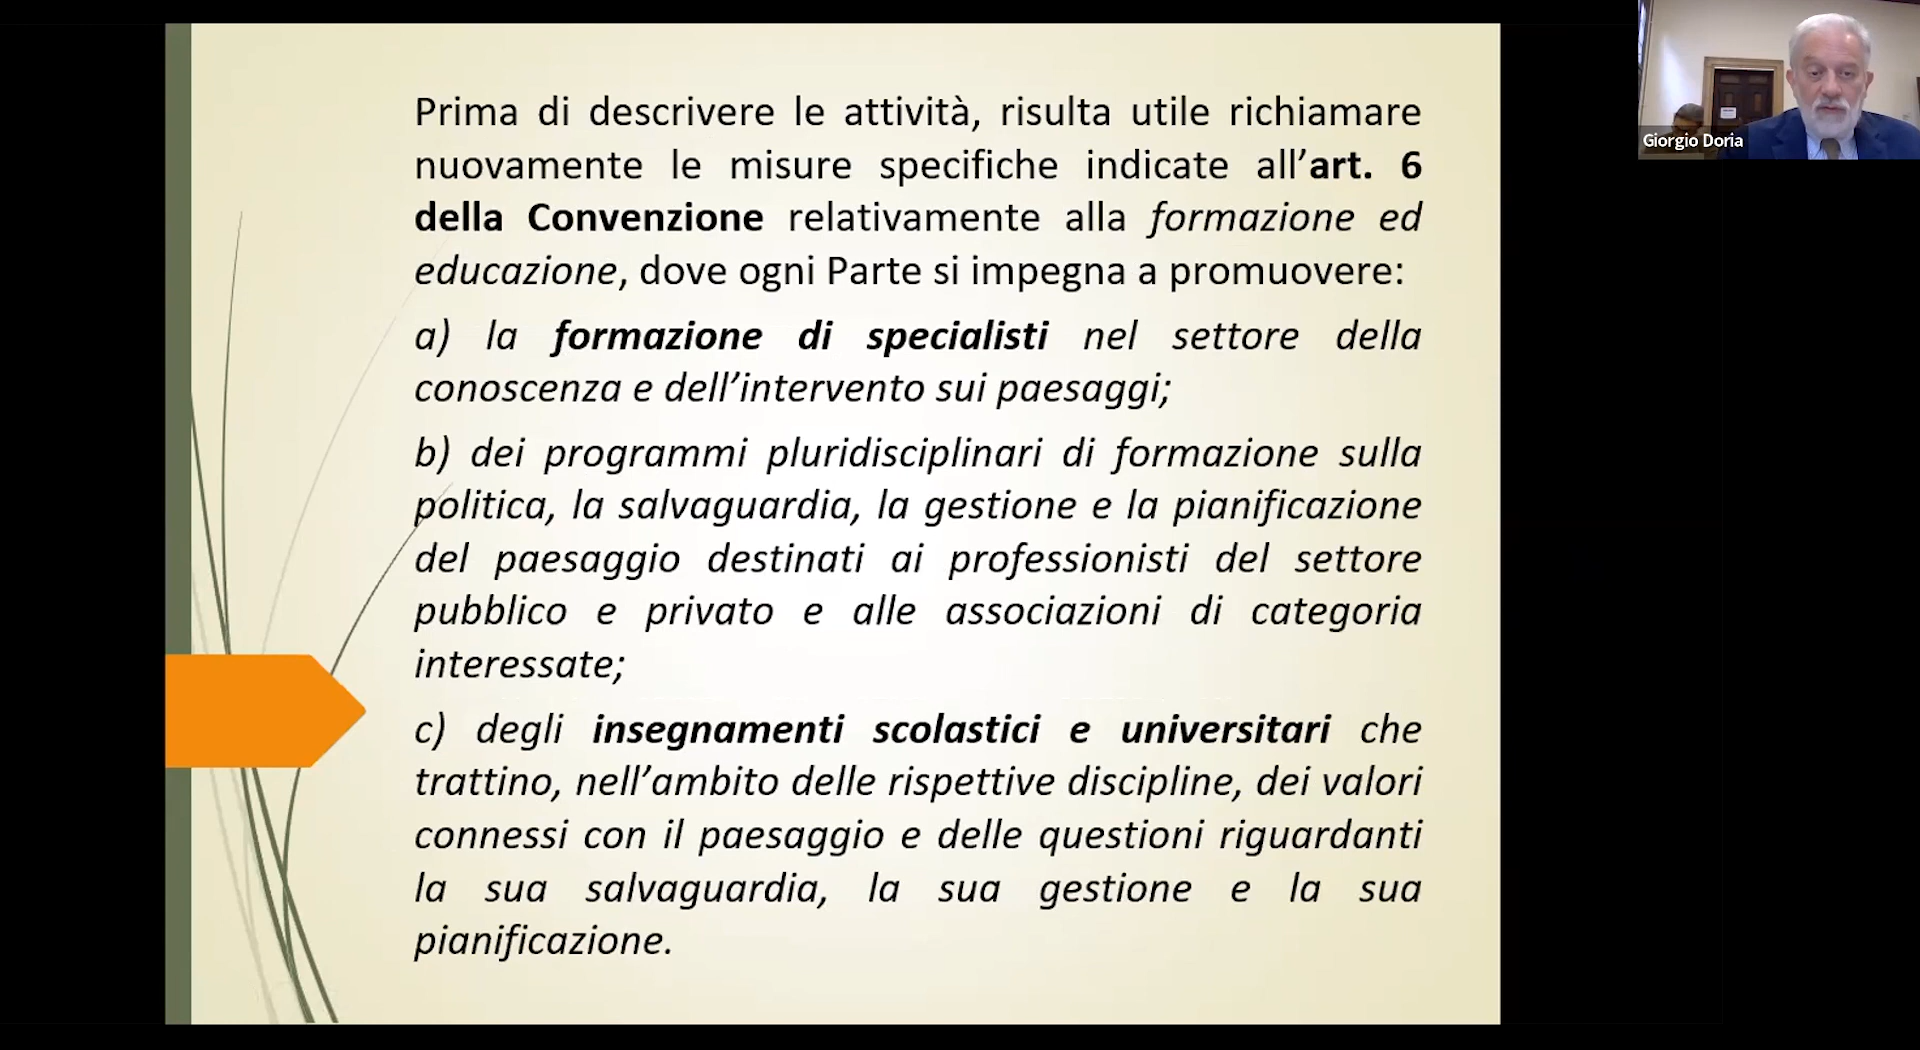 Prima di descrivere le attività, risulta utile richiamare
nuovamente le misure specifiche indicate all’art. 6
della Convenzione relativamente alla formazione ed
educazione, dove ogni Parte si impegna a promuovere:
a) la formazione di specialisti nel settore della
conoscenza e dell’intervento sui paesaggi;
b) dei programmi pluridisciplinari di formazione sulla
politica, la salvaguardia, la gestione e la pianificazione
del paesaggio destinati ai professionisti del settore
pubblico e privato e alle associazioni di categoria
interessate;
c) degli insegnamenti scolastici e universitari che
trattino, nell’ambito delle rispettive discipline, dei valori
connessi con il paesaggio e delle questioni riguardanti
la sua salvaguardia, la sua gestione e la sua
pianificazione.
Giorgio Doria